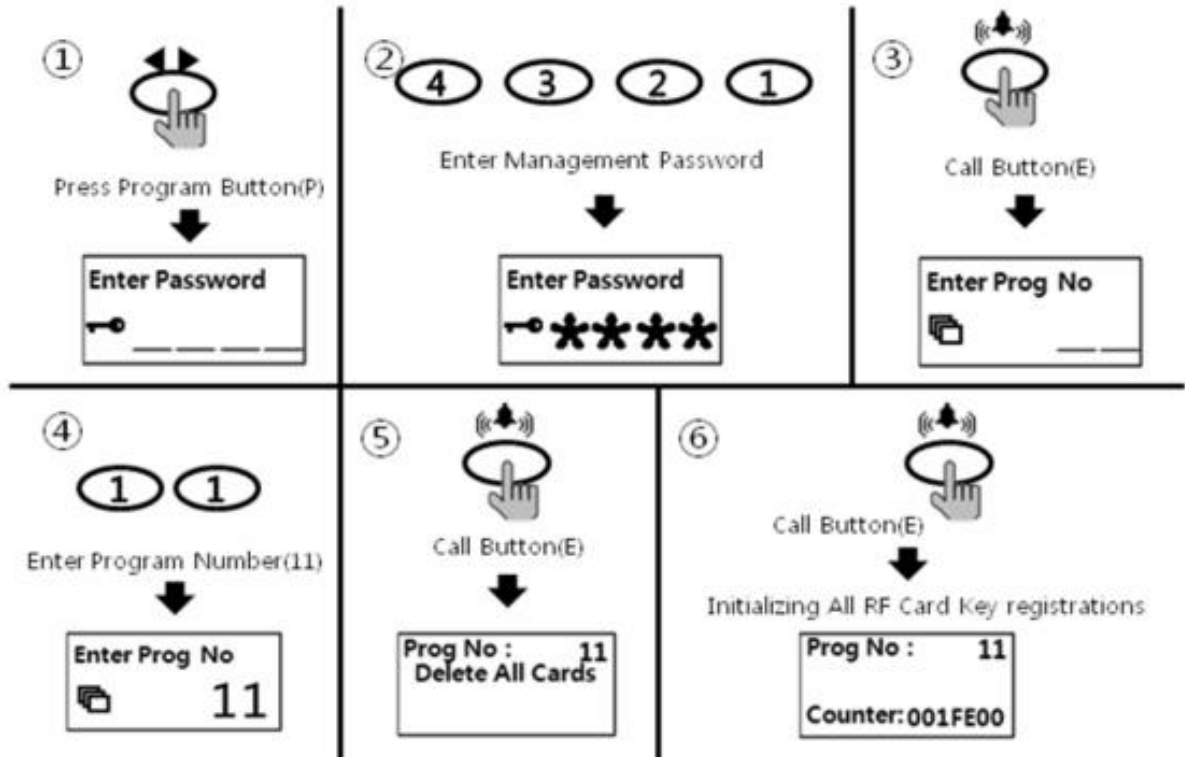 ①
Press Program Button(P)
Enter Password
②
4 3 2 1
Enter Management Password
Enter Password
③
Call Button(E)
Enter Prog No
④
1 1
Enter Program Number(11)
Enter Prog No
11
⑤
Call Button(E)
Prog No : 11
Delete All Cards
⑥
Call Button(E)
Initializing All RF Card Key registrations
Prog No : 11
Counter: 001FE00